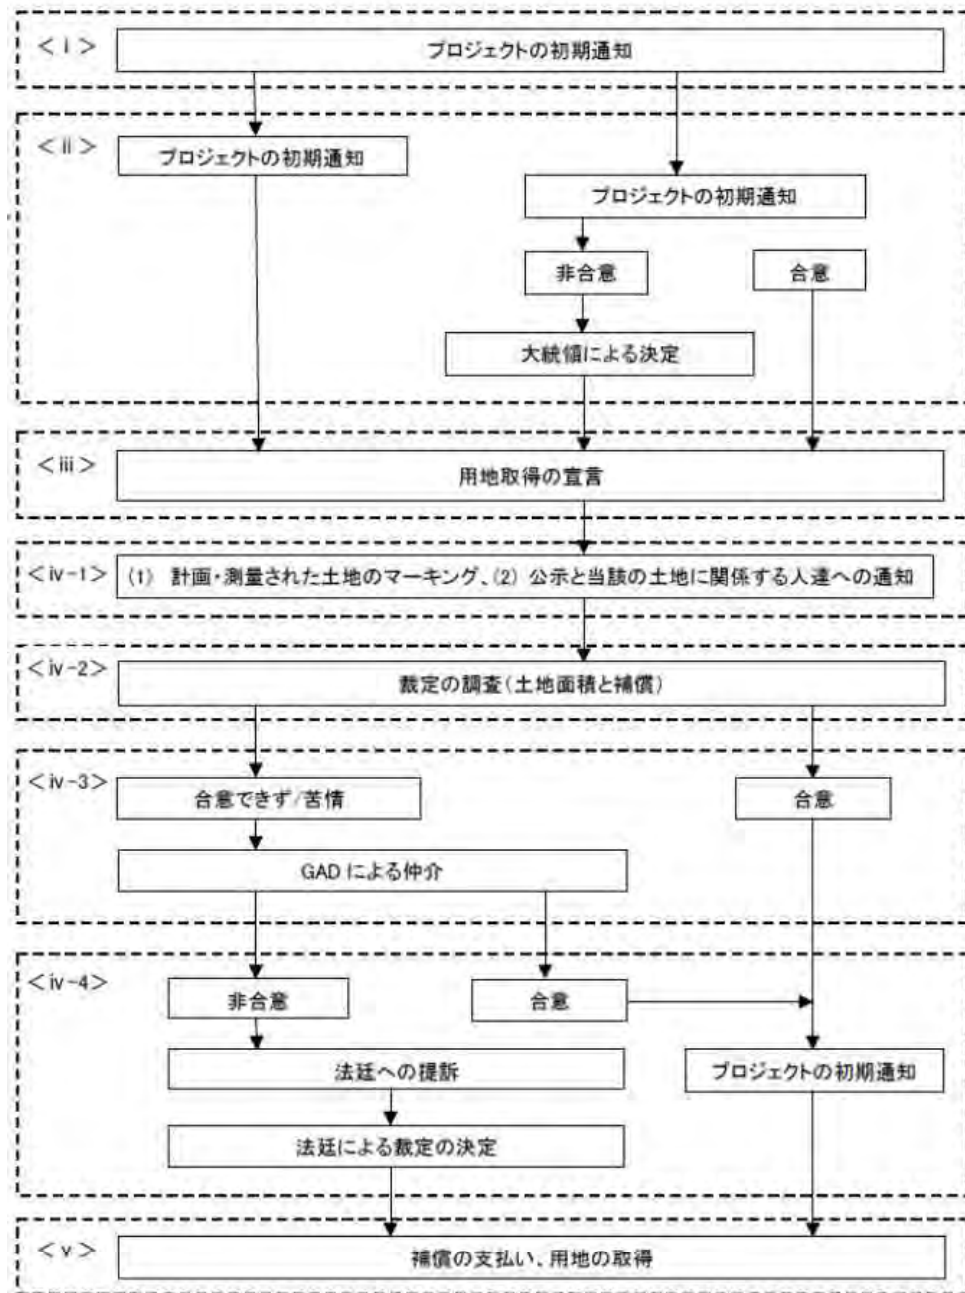 ＜ⅰ＞
プロジェクトの初期通知
＜ⅱ＞
プロジェクトの初期通知
プロジェクトの初期通知
非合意
合意
大統領による決定
＜ⅲ＞
用地取得の宣言
＜ⅳ-1＞
(1) 計画・測量された土地のマーキング、(2) 公示と当該の土地に関係する人達への通知
＜ⅳ-2＞
裁定の調査(土地面積と補償)
＜ⅳ-3＞
合意できず/苦情
合意
GAD による仲介
＜ⅳ-4＞
非合意
合意
法廷への提訴
プロジェクトの初期通知
法廷による裁定の決定
＜ⅴ＞
補償の支払い、用地の取得